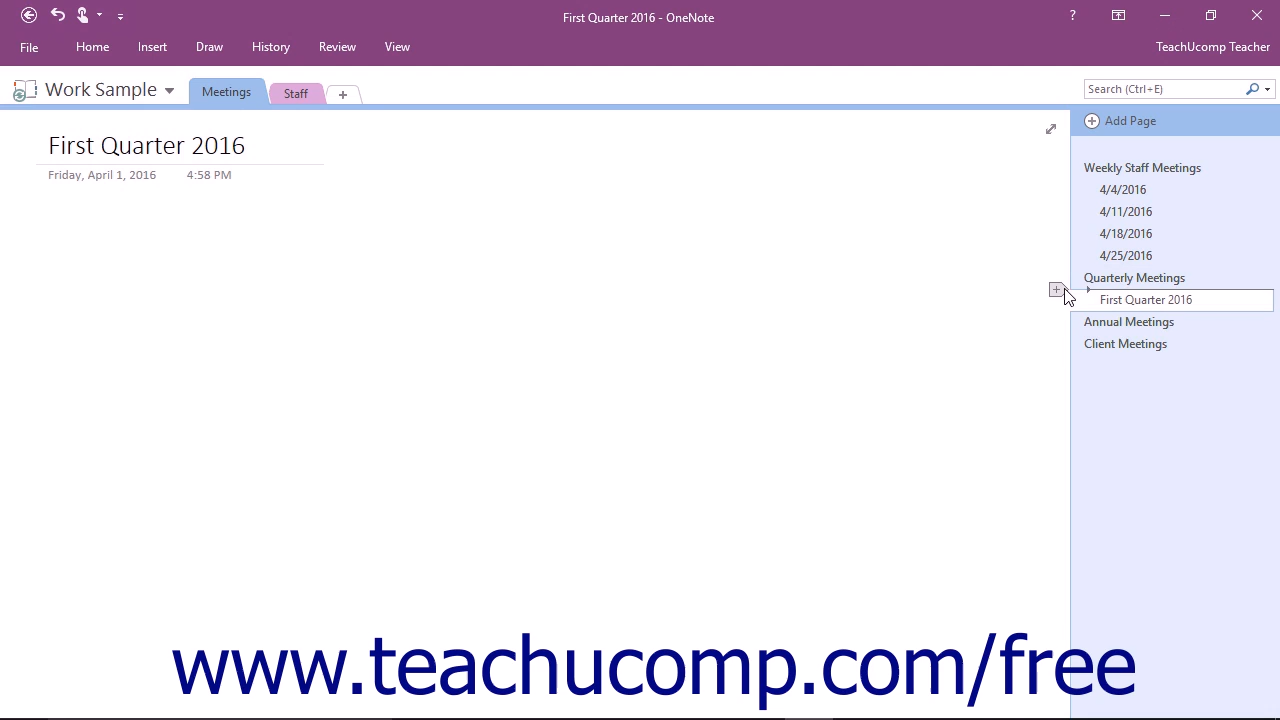 First Quarter 2016 - OneNote
?
File Home Insert Draw History Review View TeachUcomp Teacher
Work Sample Meetings Staff + Search (Ctrl+E)
Add Page
First Quarter 2016
Friday, April 1, 2016 4:58 PM
Weekly Staff Meetings
4/4/2016
4/11/2016
4/18/2016
4/25/2016
Quarterly Meetings
First Quarter 2016
Annual Meetings
Client Meetings
www.teachucomp.com/free